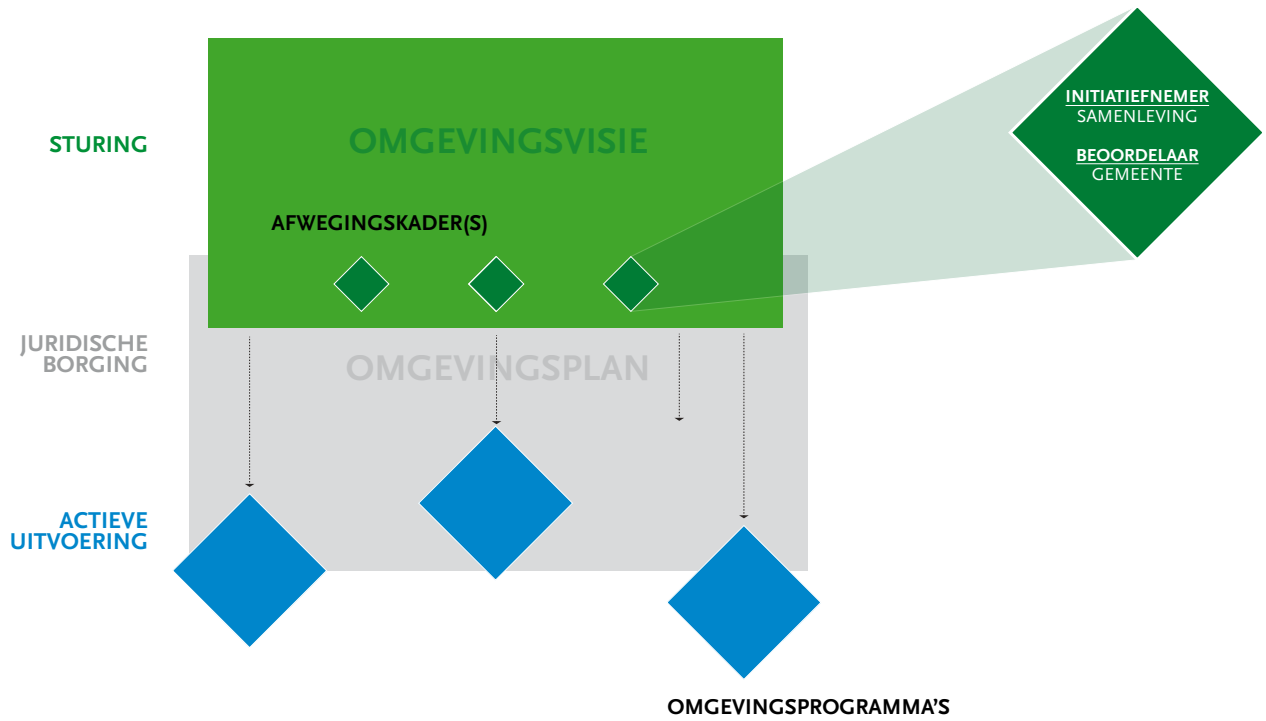 STURING
OMGEVINGSVISIE
AFWEGINGSKADER(S)
INITIATIEFNEMER
SAMENLEVING
BEOORDELAAR
GEMEENTE
JURIDISCHE
BORGING
OMGEVINGSPLAN
ACTIEVE
UITVOERING
OMGEVINGSPROGRAMMA'S